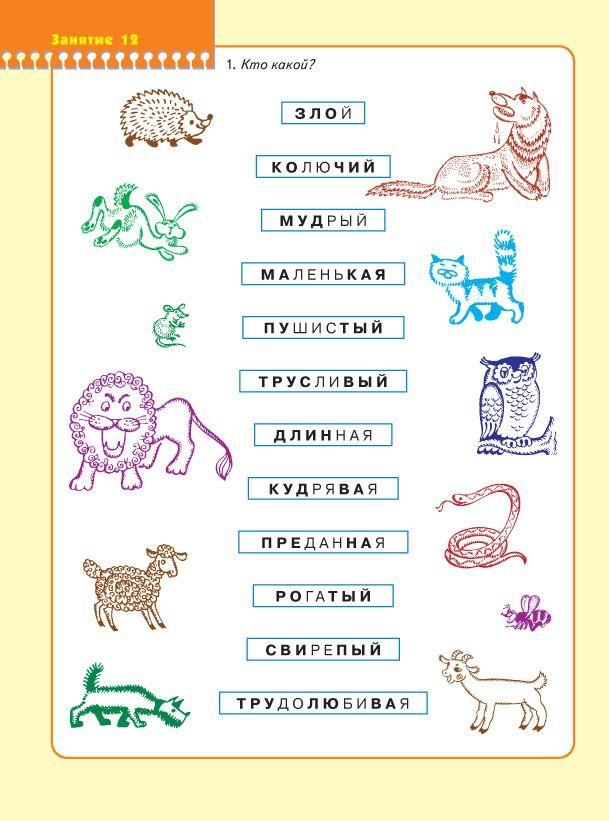 Занятие 12
1. Кто какой?
ЗЛОЙ
КОЛЮЧИЙ
МУДРЫЙ
МАЛЕНЬКАЯ
ПУШИСТЫЙ
ТРУСЛИВЫЙ
ДЛИННАЯ
КУДРЯВАЯ
ПРЕДАННАЯ
РОГАТЫЙ
СВИРЕПЫЙ
ТРУДОЛЮБИВАЯ